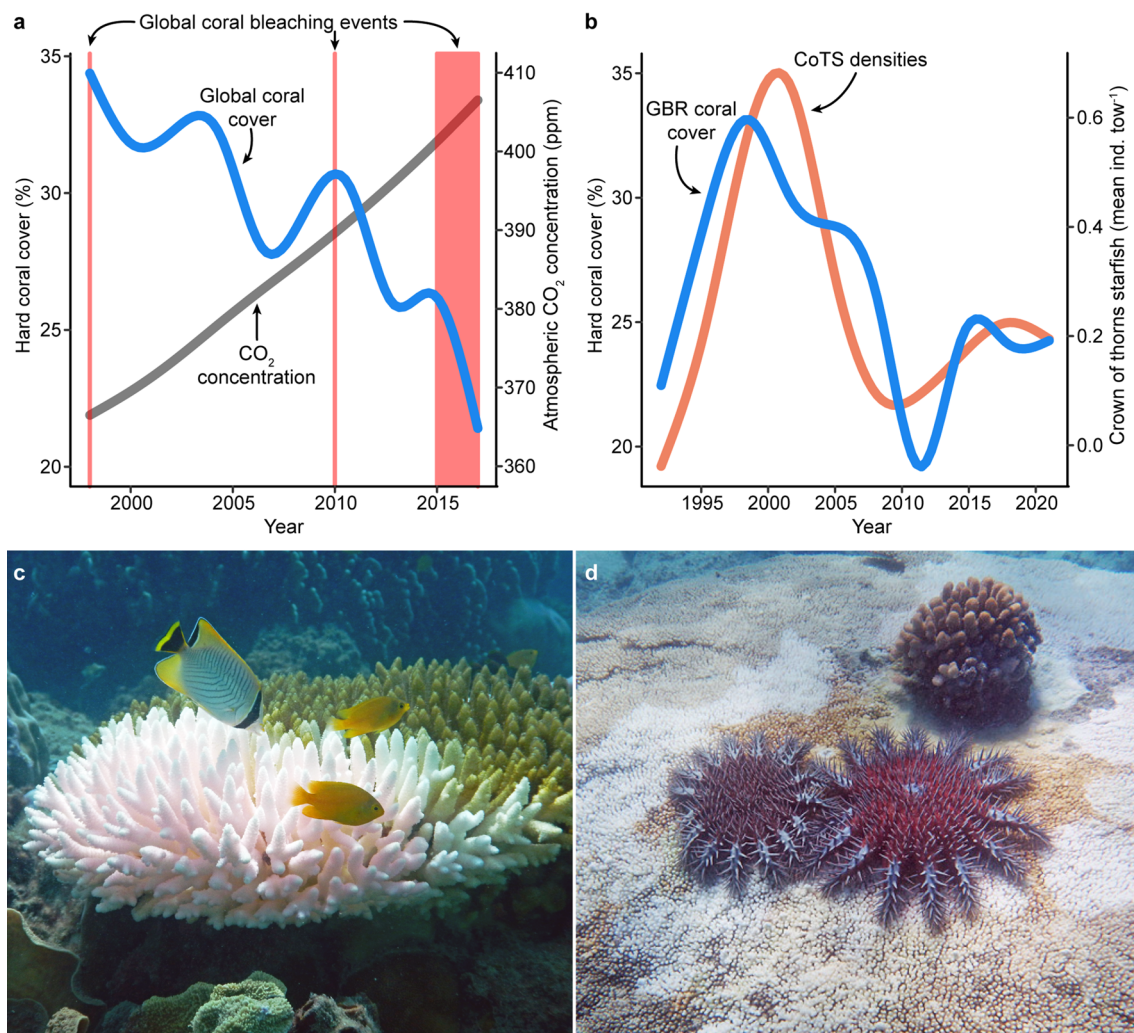 a
Global coral bleaching events
35
30
25
20
Hard coral cover (%)
Global coral
cover
CO₂
concentration
410
400
390
380
370
360
Atmospheric CO₂ concentration (ppm)
2000
2005
2010
2015
Year
b
CoTS densities
GBR coral
cover
35
30
25
20
Hard coral cover (%)
0.6
0.4
0.2
0.0
Crown of thorns starfish (mean ind. tow⁻¹)
1995
2000
2005
2010
2015
2020
Year
c
d